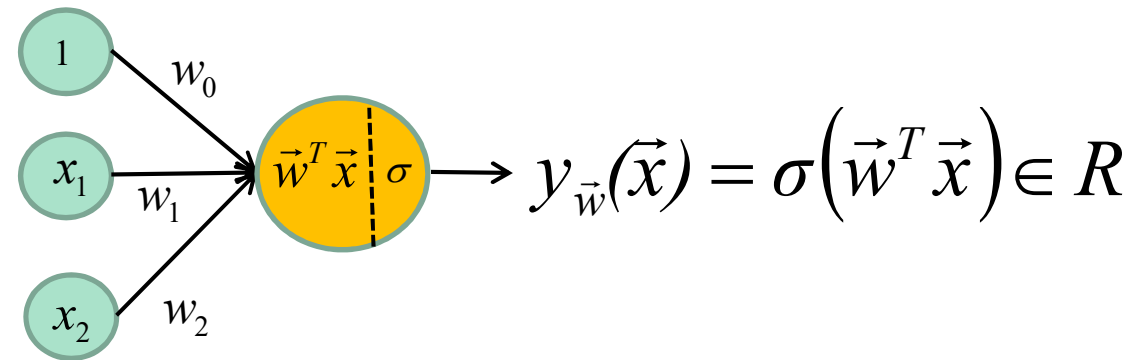 1
w₀
x₁
w₁
x₂
w₂
w⃗ᵀ x⃗ σ
y_w⃗(x⃗) = σ(w⃗ᵀ x⃗) ∈ R